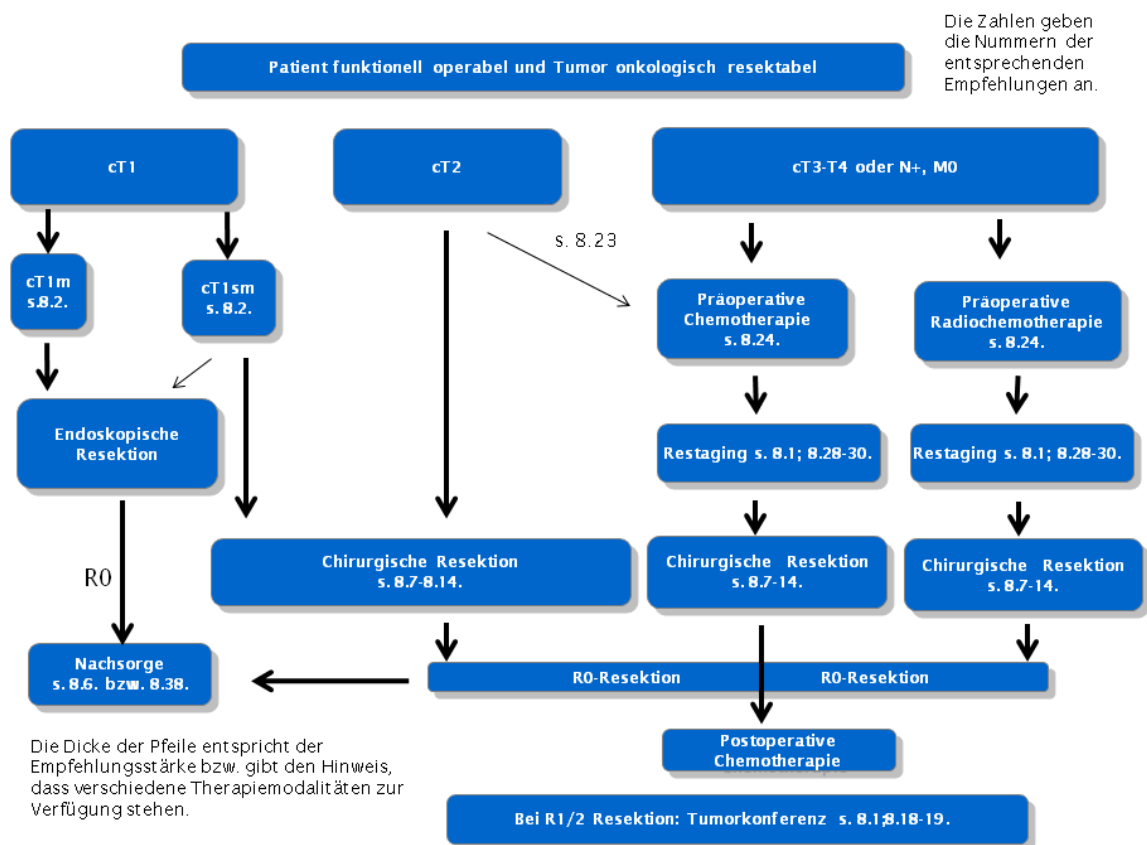 Die Zahlen geben
die Nummern der
entsprechenden
Empfehlungen an.
Patient funktionell operabel und Tumor onkologisch resektabel
cT1
cT2
cT3-T4 oder N+, M0
s. 8.23
cT1m
s.8.2.
cT1sm
s. 8.2.
Präoperative
Chemotherapie
s. 8.24.
Präoperative
Radiochemotherapie
s. 8.24.
Endoskopische
Resektion
Restaging s. 8.1; 8.28-30.
Restaging s. 8.1; 8.28-30.
R0
Chirurgische Resektion
s. 8.7-8.14.
Chirurgische Resektion
s. 8.7-14.
Chirurgische Resektion
s. 8.7-14.
Nachsorge
s. 8.6. bzw. 8.38.
R0-Resektion
R0-Resektion
Postoperative
Chemotherapie
Die Dicke der Pfeile entspricht der
Empfehlungsstärke bzw. gibt den Hinweis,
dass verschiedene Therapiemodalitäten zur
Verfügung stehen.
Bei R1/2 Resektion: Tumorkonferenz s. 8.1;8.18-19.